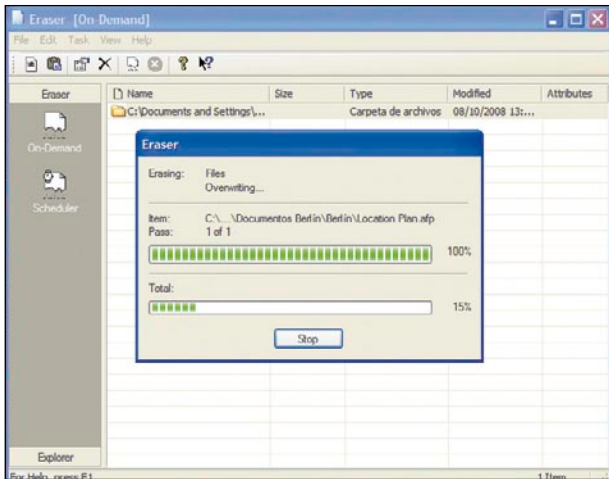 Eraser [On-Demand]
File Edit Task View Help
Eraser
Name Size Type Modified Attributes
C:\Documents and Settings\... Carpeta de archivos 08/10/2008 13:...
On-Demand
Scheduler
Eraser
Erasing: Files
Overwriting...
Item: C:\...\Documentos Berlin\Berlin\Location Plan.afp
Pass: 1 of 1
100%
Total:
15%
Stop
Explorer
For Help, press F1
1 Item